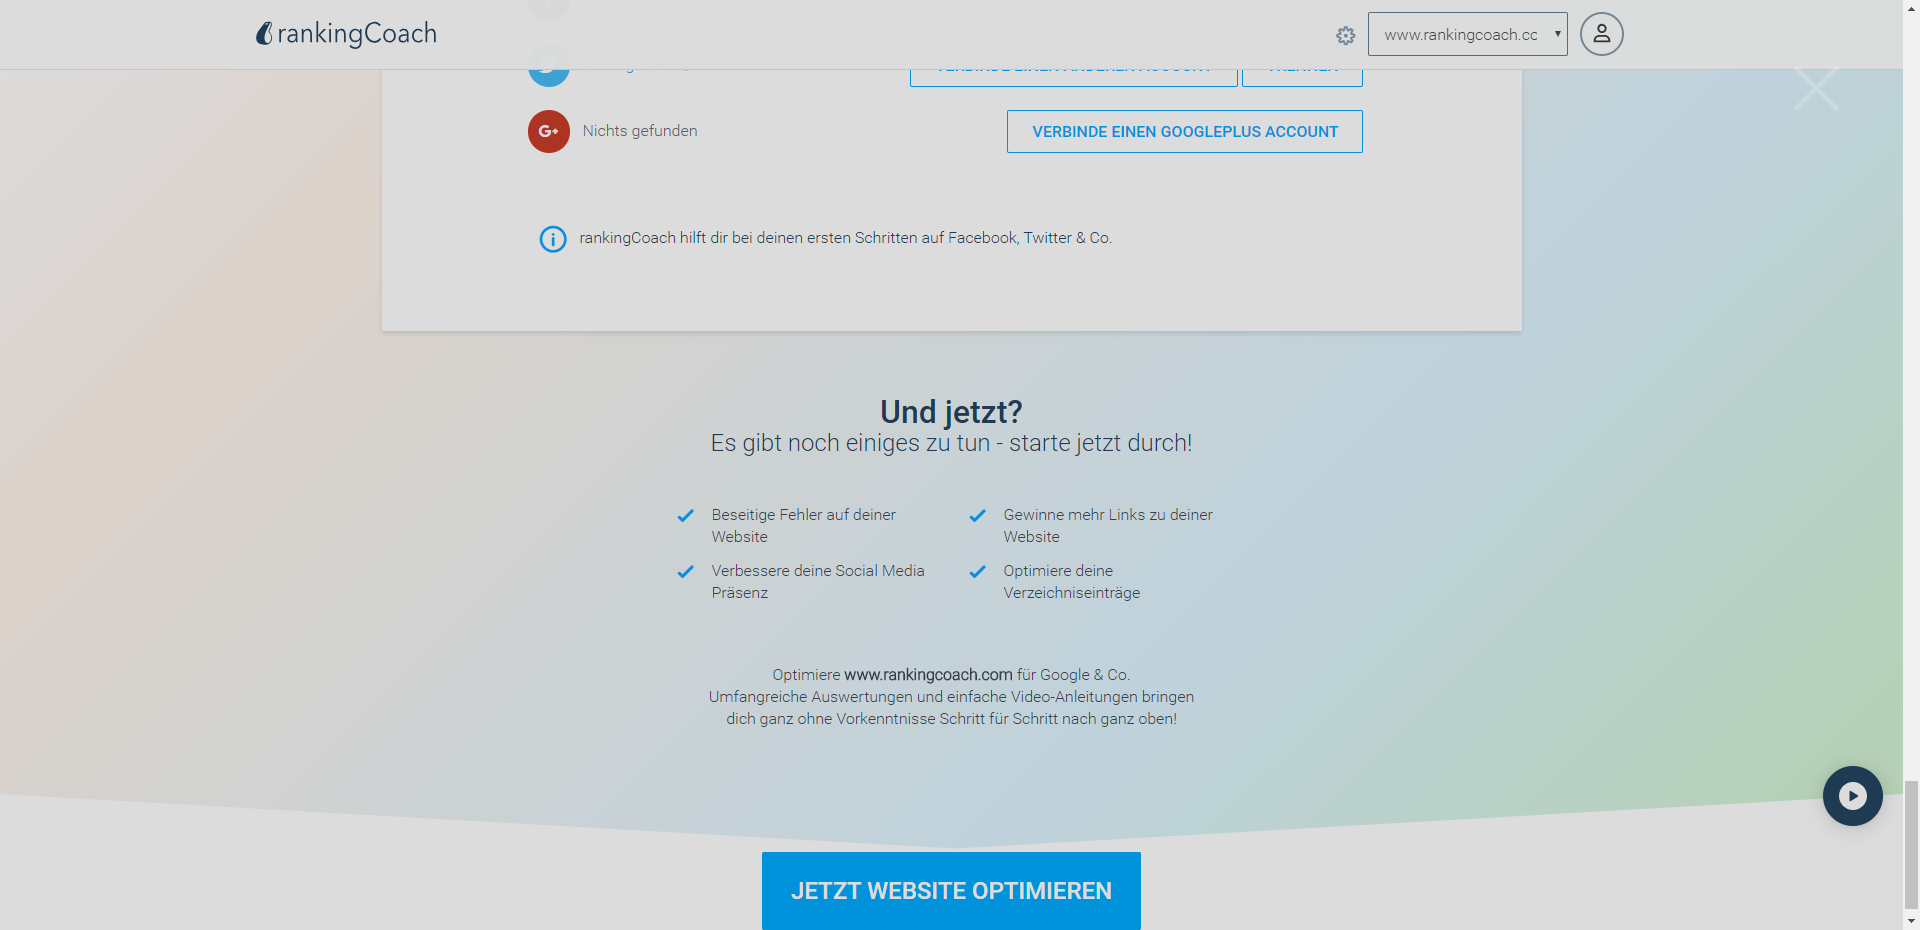 rankingCoach
www.rankingcoach.cc
G+ Nichts gefunden
VERBINDE EINEN GOOGLEPLUS ACCOUNT
rankingCoach hilft dir bei deinen ersten Schritten auf Facebook, Twitter & Co.
Und jetzt?
Es gibt noch einiges zu tun - starte jetzt durch!
Beseitige Fehler auf deiner
Website
Gewinne mehr Links zu deiner
Website
Verbessere deine Social Media
Präsenz
Optimiere deine
Verzeichniseinträge
Optimiere www.rankingcoach.com für Google & Co.
Umfangreiche Auswertungen und einfache Video-Anleitungen bringen
dich ganz ohne Vorkenntnisse Schritt für Schritt nach ganz oben!
JETZT WEBSITE OPTIMIEREN